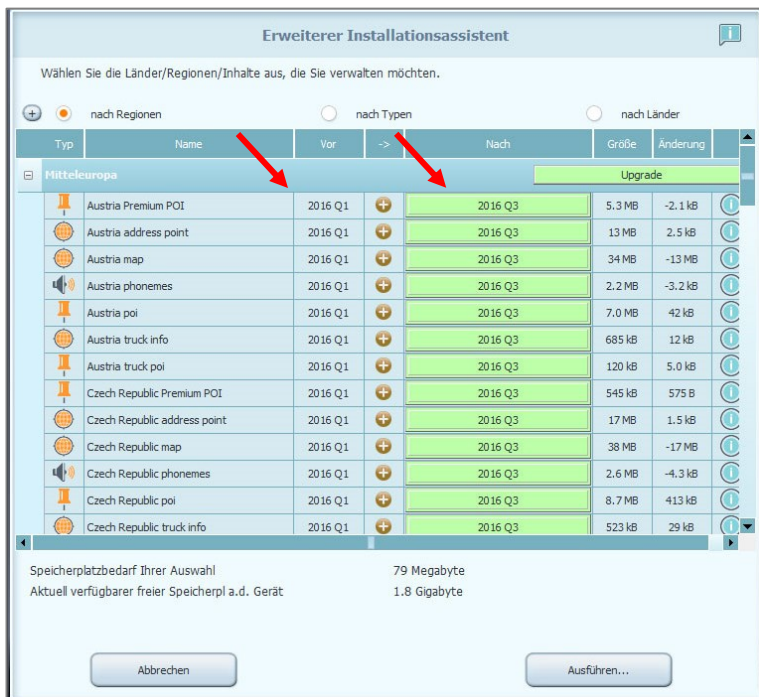 Erweiterer Installationsassistent
Wählen Sie die Länder/Regionen/Inhalte aus, die Sie verwalten möchten.
nach Regionen nach Typen nach Länder
Typ Name Vor -> Nach Größe Änderung
Mitteleuropa Upgrade
Austria Premium POI 2016 Q1 2016 Q3 5.3 MB -2.1 kB
Austria address point 2016 Q1 2016 Q3 13 MB 2.5 kB
Austria map 2016 Q1 2016 Q3 34 MB -13 MB
Austria phonemes 2016 Q1 2016 Q3 2.2 MB -3.2 kB
Austria poi 2016 Q1 2016 Q3 7.0 MB 42 kB
Austria truck info 2016 Q1 2016 Q3 685 kB 12 kB
Austria truck poi 2016 Q1 2016 Q3 120 kB 5.0 kB
Czech Republic Premium POI 2016 Q1 2016 Q3 545 kB 575 B
Czech Republic address point 2016 Q1 2016 Q3 17 MB 1.5 kB
Czech Republic map 2016 Q1 2016 Q3 38 MB -17 MB
Czech Republic phonemes 2016 Q1 2016 Q3 2.6 MB -4.3 kB
Czech Republic poi 2016 Q1 2016 Q3 8.7 MB 413 kB
Czech Republic truck info 2016 Q1 2016 Q3 523 kB 29 kB
Speicherplatzbedarf Ihrer Auswahl 79 Megabyte
Aktuell verfügbarer freier Speicherpl a.d. Gerät 1.8 Gigabyte
Abbrechen Ausführen...